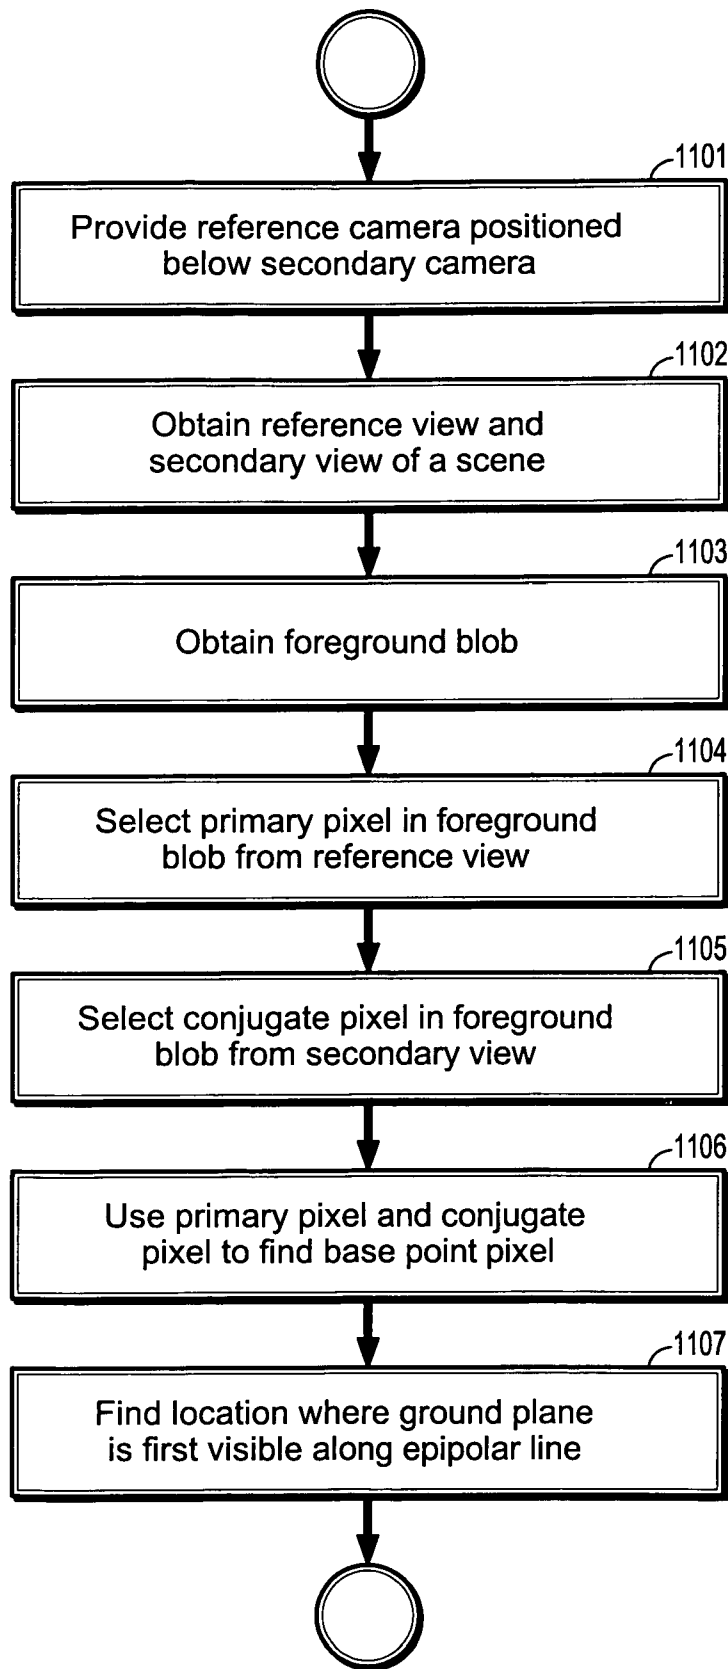 1101
Provide reference camera positioned
below secondary camera
1102
Obtain reference view and
secondary view of a scene
1103
Obtain foreground blob
1104
Select primary pixel in foreground
blob from reference view
1105
Select conjugate pixel in foreground
blob from secondary view
1106
Use primary pixel and conjugate
pixel to find base point pixel
1107
Find location where ground plane
is first visible along epipolar line